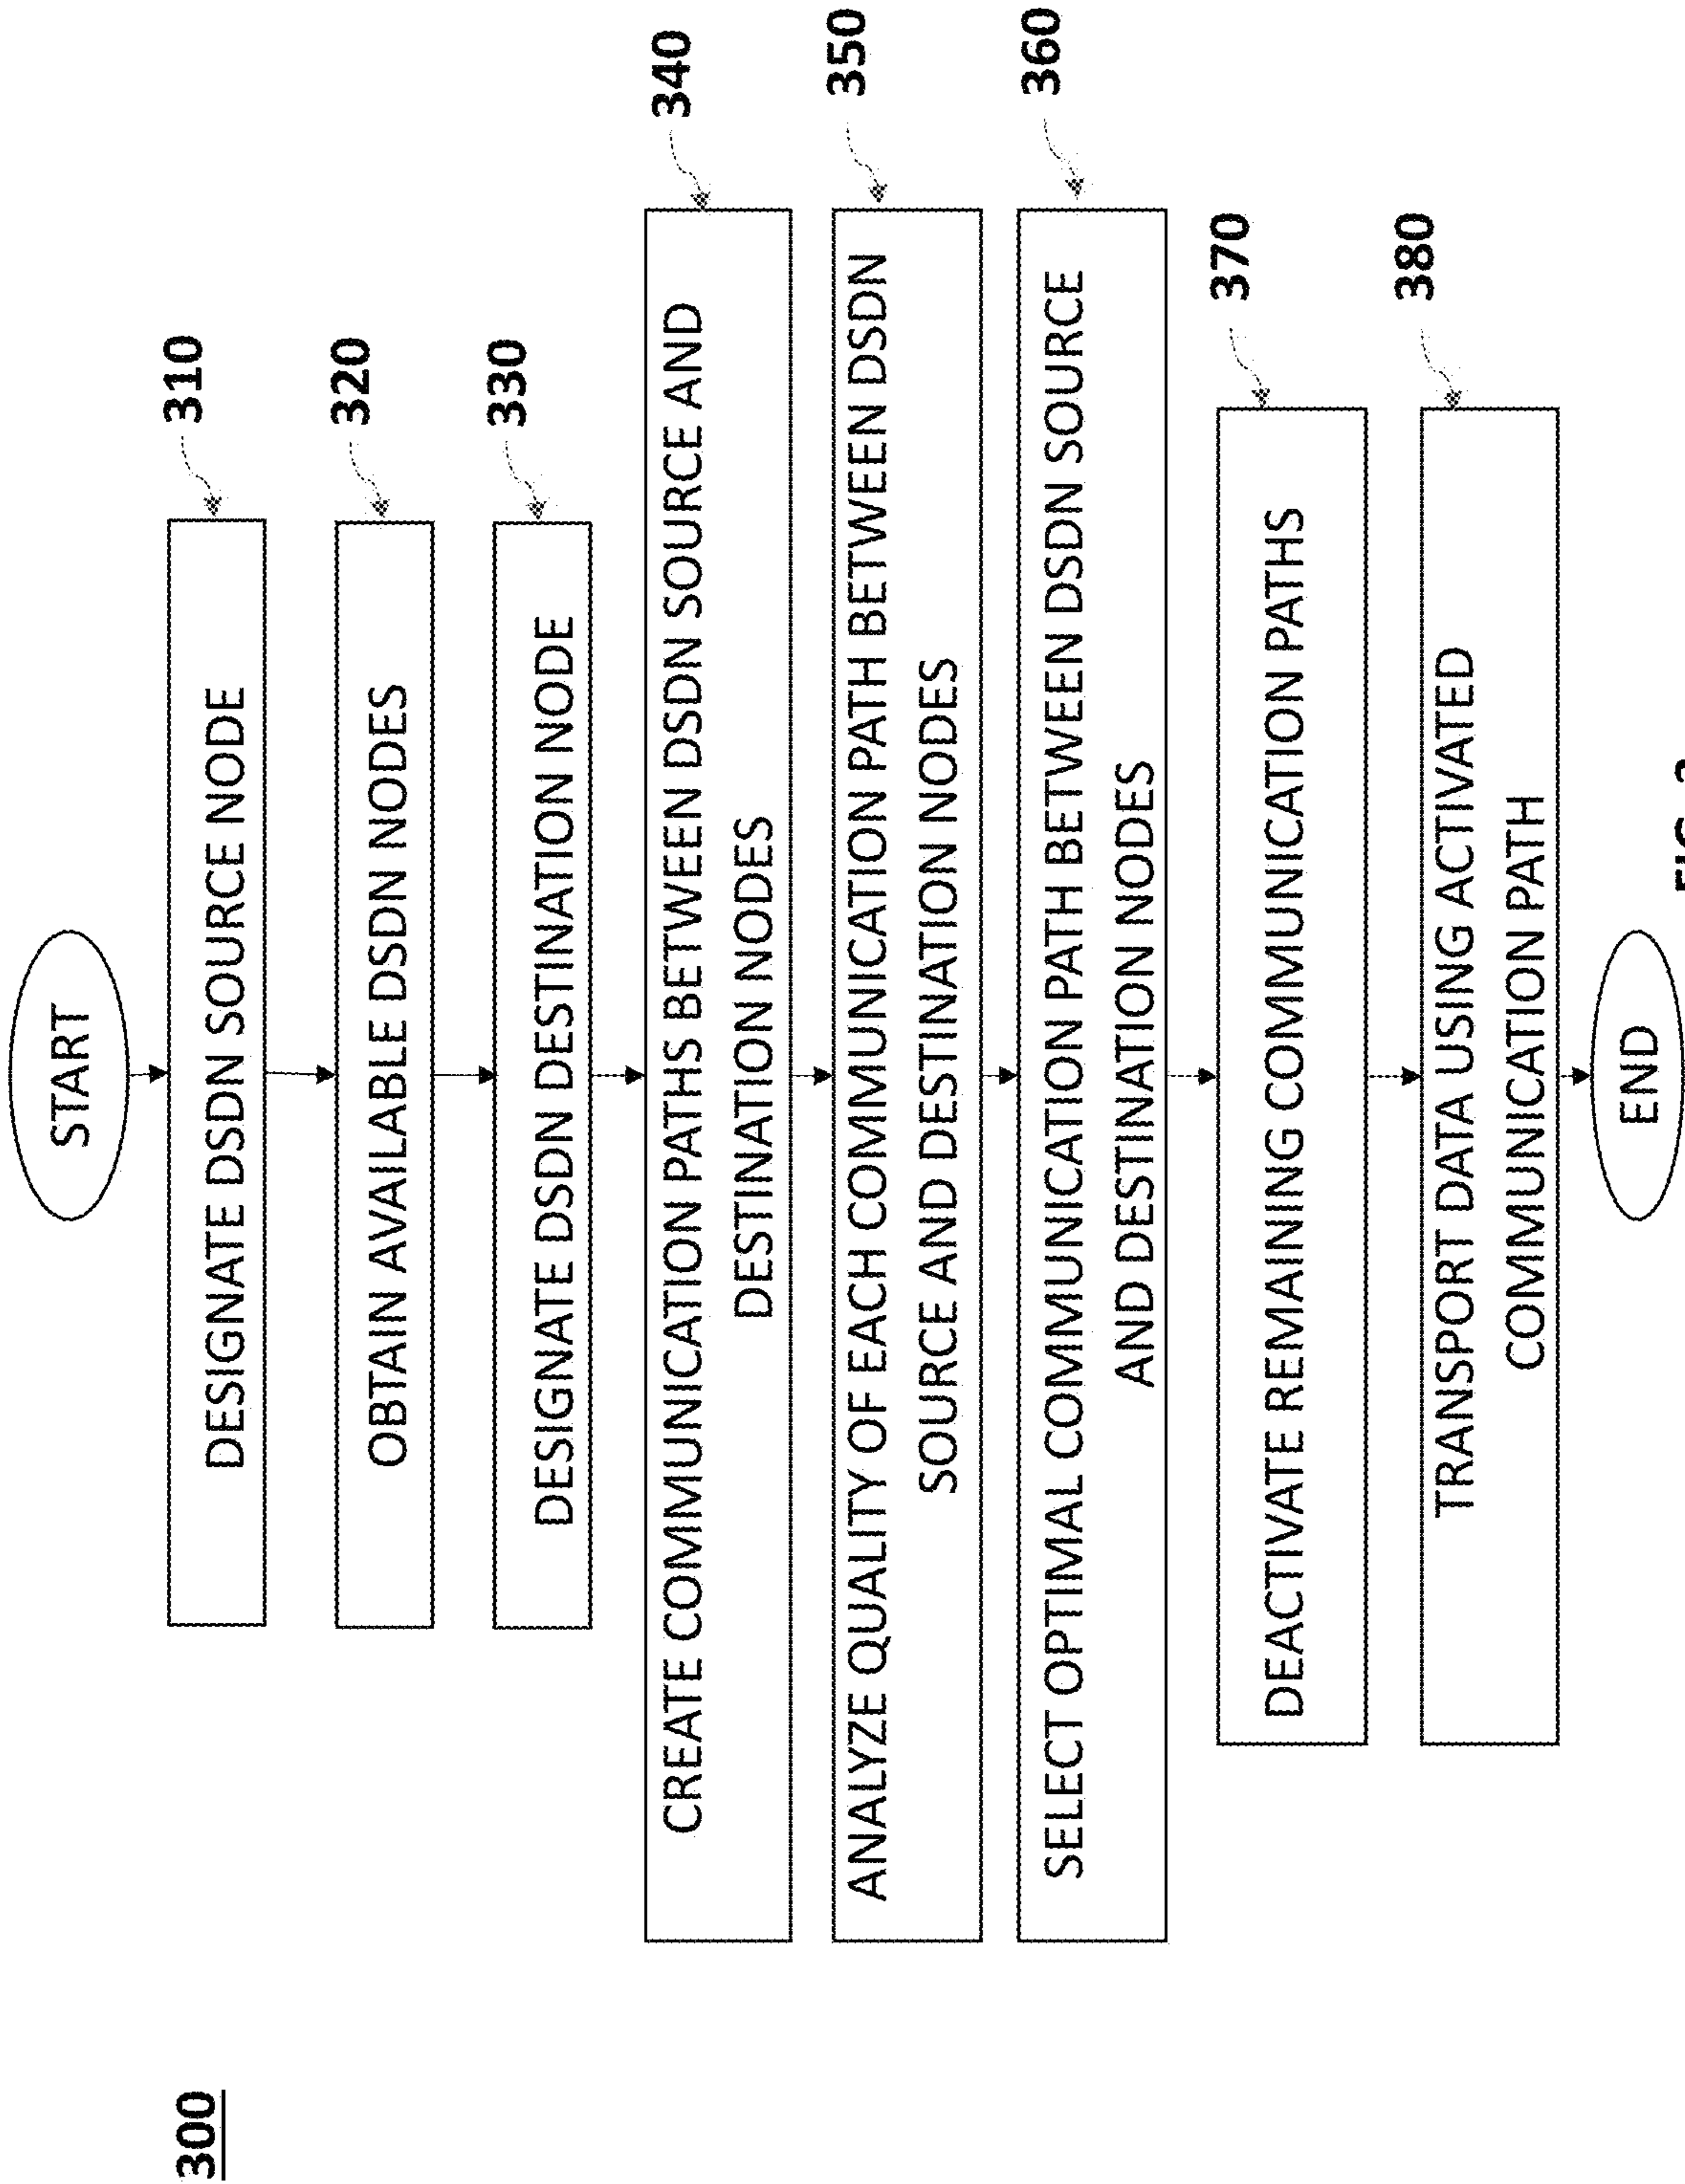 300
START
DESIGNATE DSDN SOURCE NODE
310
OBTAIN AVAILABLE DSDN NODES
320
DESIGNATE DSDN DESTINATION NODE
330
CREATE COMMUNICATION PATHS BETWEEN DSDN SOURCE AND
DESTINATION NODES
340
ANALYZE QUALITY OF EACH COMMUNICATION PATH BETWEEN DSDN
SOURCE AND DESTINATION NODES
350
SELECT OPTIMAL COMMUNICATION PATH BETWEEN DSDN SOURCE
AND DESTINATION NODES
360
DEACTIVATE REMAINING COMMUNICATION PATHS
370
TRANSPORT DATA USING ACTIVATED
COMMUNICATION PATH
380
END